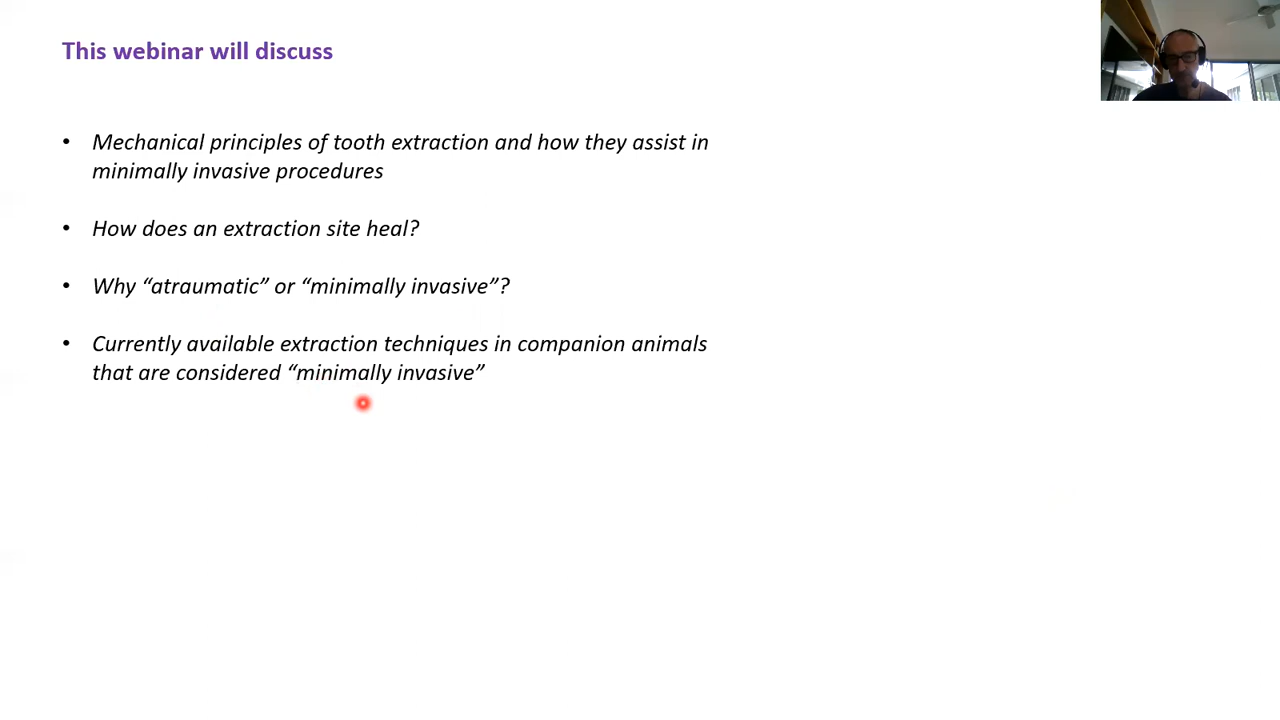 This webinar will discuss
• Mechanical principles of tooth extraction and how they assist in
minimally invasive procedures
• How does an extraction site heal?
• Why “atraumatic” or “minimally invasive”?
• Currently available extraction techniques in companion animals
that are considered “minimally invasive”